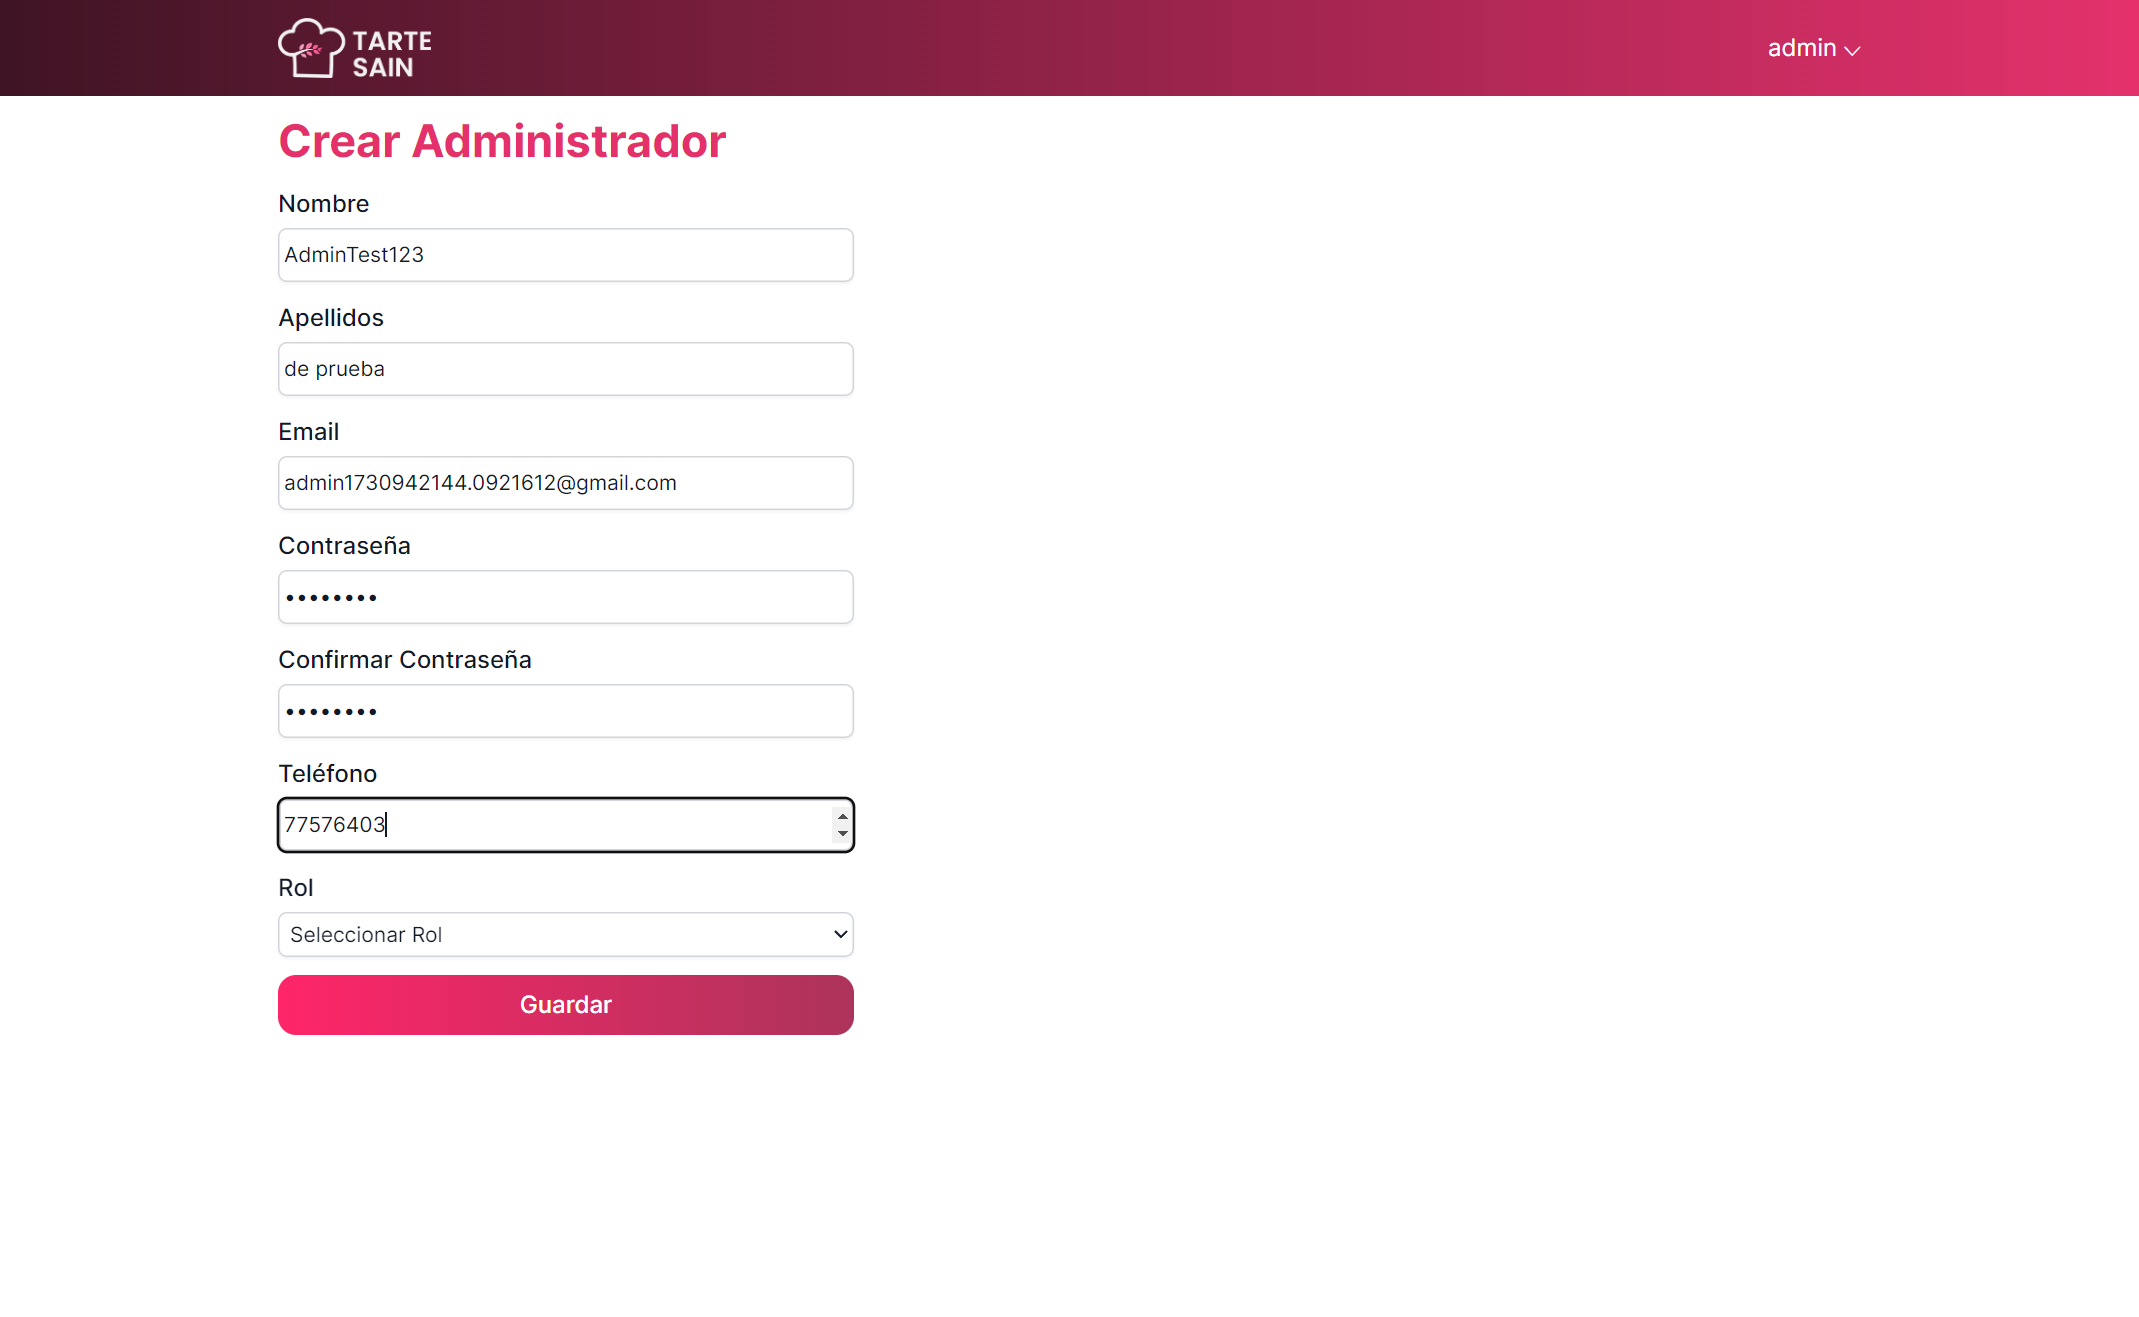 TARTE
SAIN
admin
Crear Administrador
Nombre
AdminTest123
Apellidos
de prueba
Email
admin1730942144.0921612@gmail.com
Contraseña
••••••••
Confirmar Contraseña
••••••••
Teléfono
77576403
Rol
Seleccionar Rol
Guardar